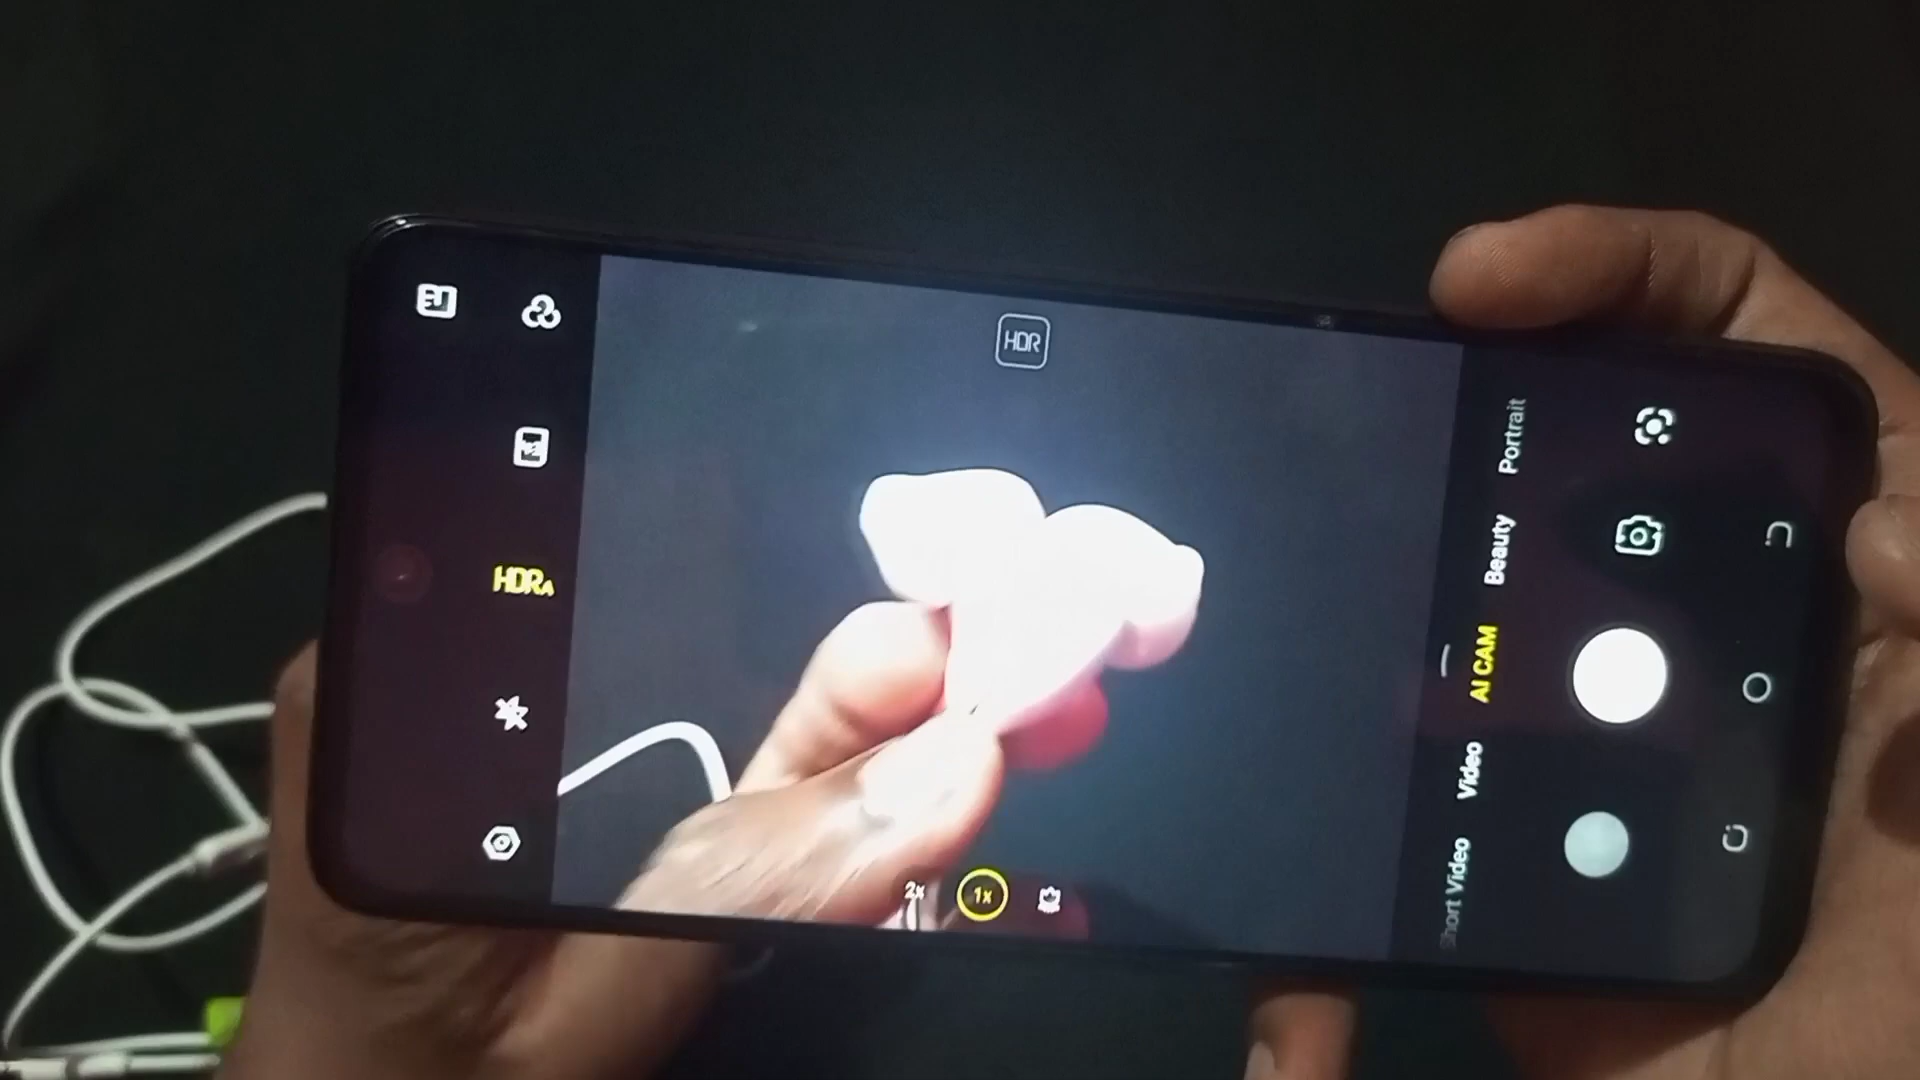 HDR
HDRA
2x
1x
Portrait
Beauty
AI CAM
Video
Short Video